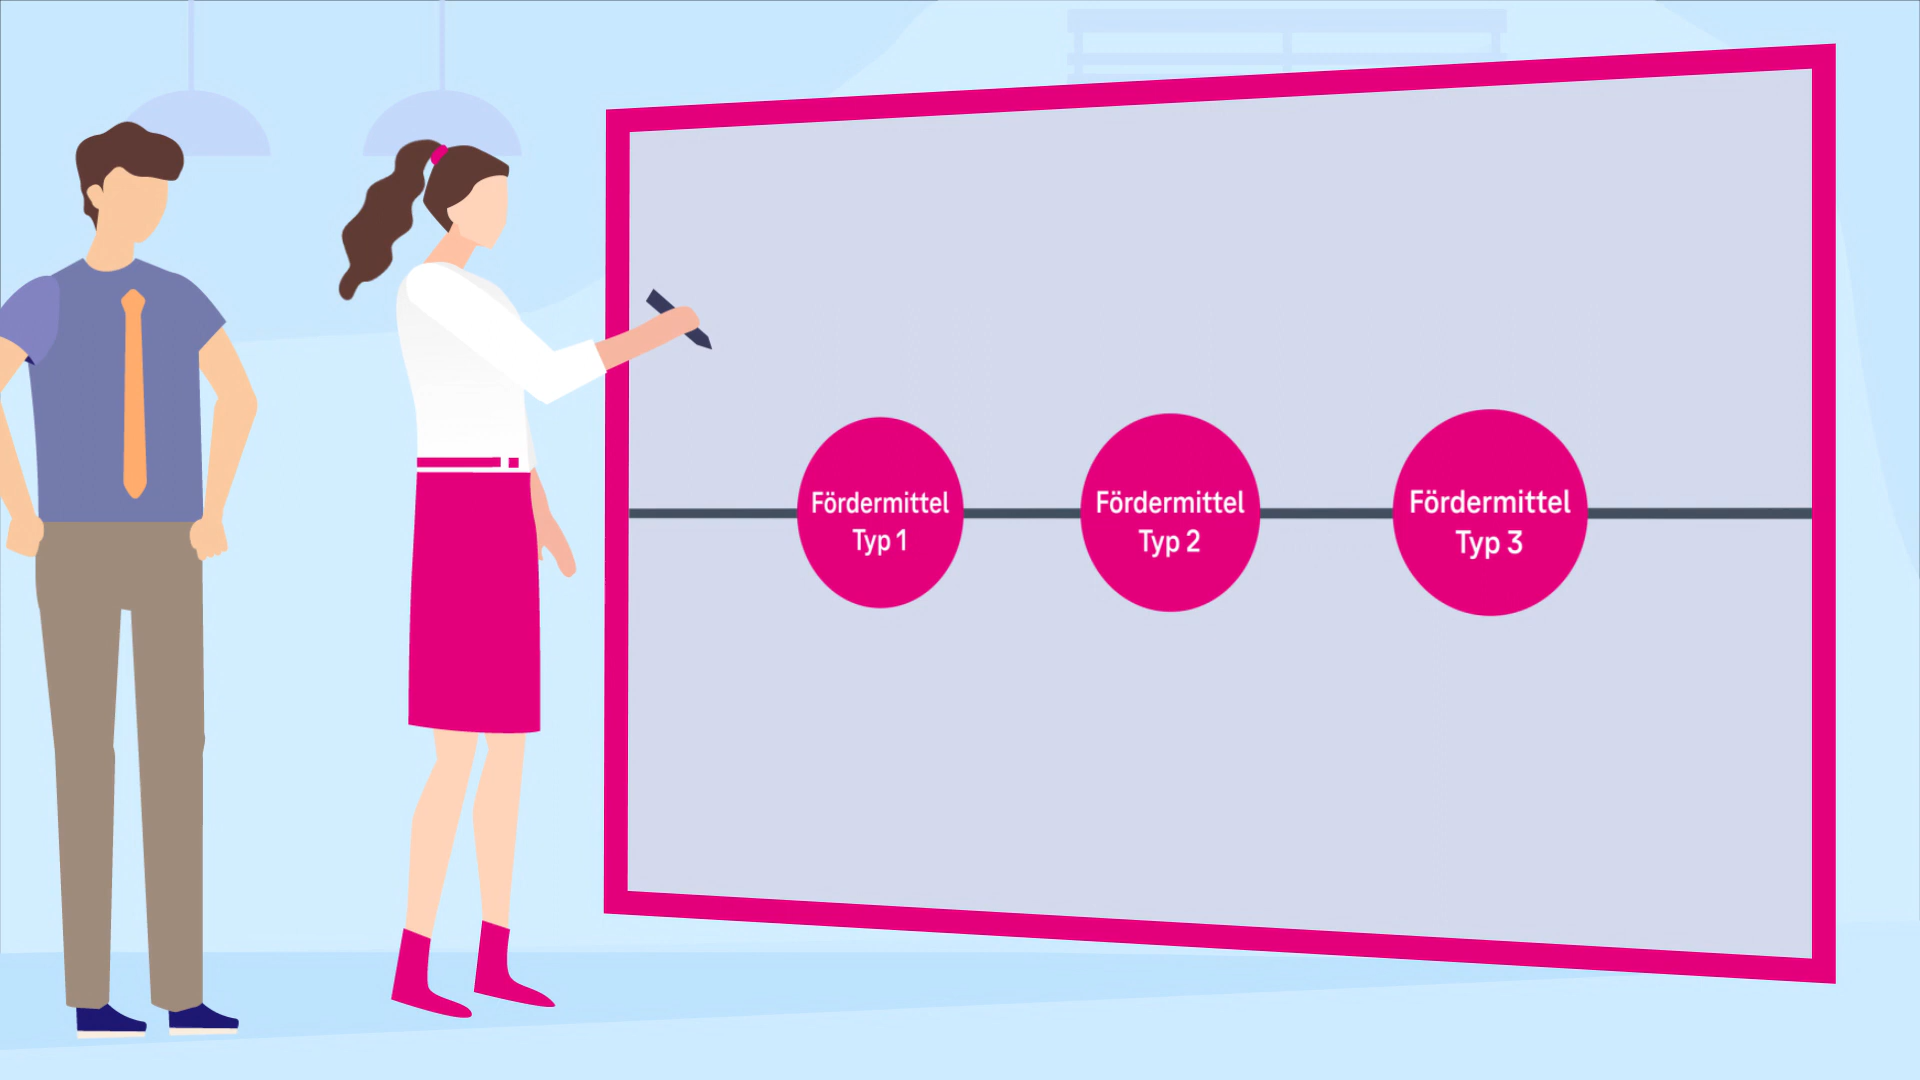 Fördermittel
Typ 1
Fördermittel
Typ 2
Fördermittel
Typ 3